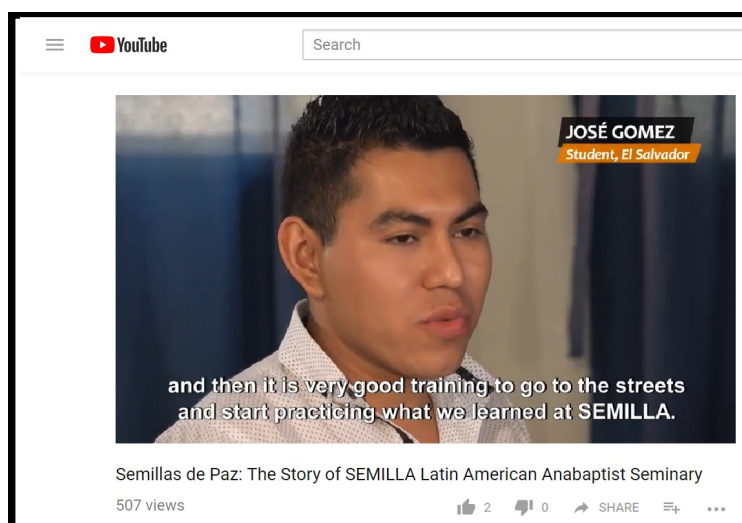 YouTube
Search
JOSÉ GOMEZ
Student, El Salvador
and then it is very good training to go to the streets
and start practicing what we learned at SEMILLA.
Semillas de Paz: The Story of SEMILLA Latin American Anabaptist Seminary
507 views
2
0
SHARE